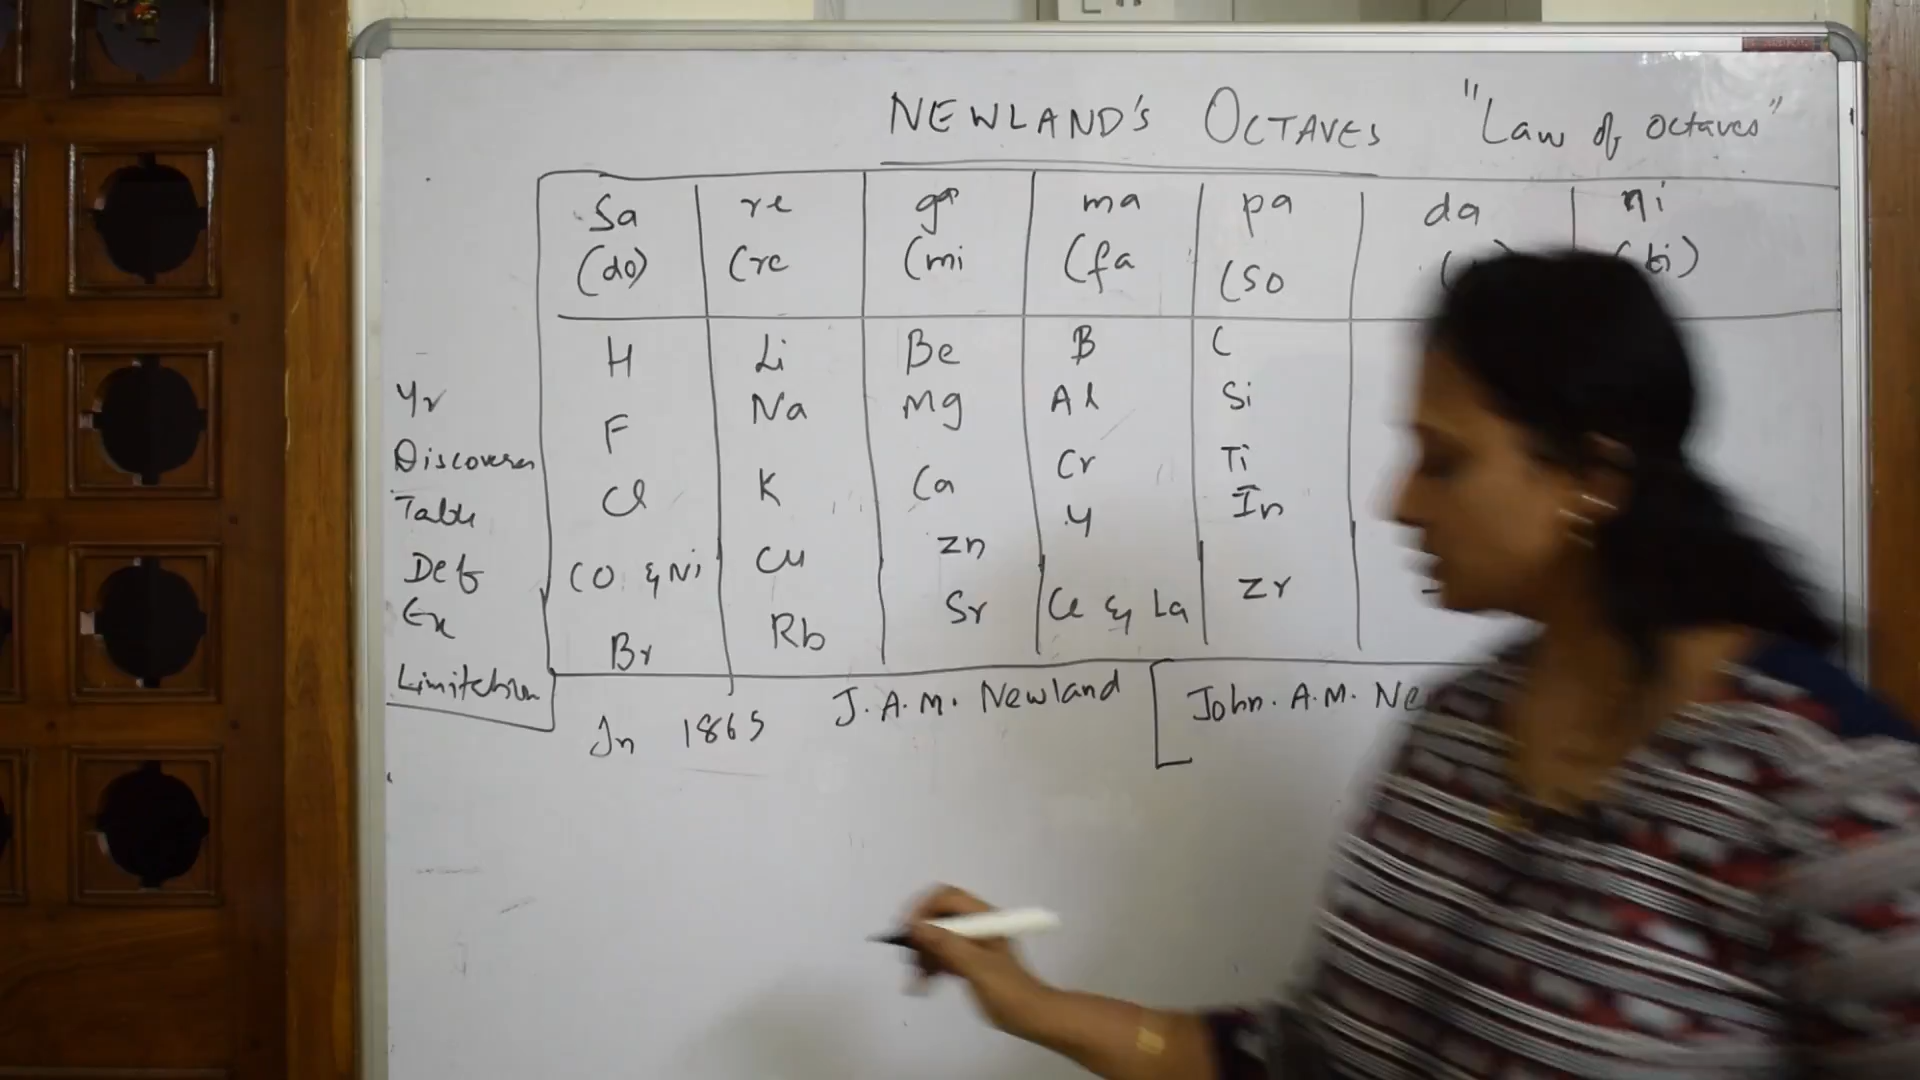 NEWLAND'S OCTAVES "Law of octaves"
Sa re ga ma pa da ni
(do) (re (mi (fa (so ti)
H Li Be B C
Yr
F Na Mg Al Si
Discoverer
Cl K Ca Cr Ti
Table
Y In
Def
CO & Ni Cu Zn
Ex
Br Rb Sr Ce & La Zr
Limitation
In 1865 J.A.M. Newland [John. A.M. Ne